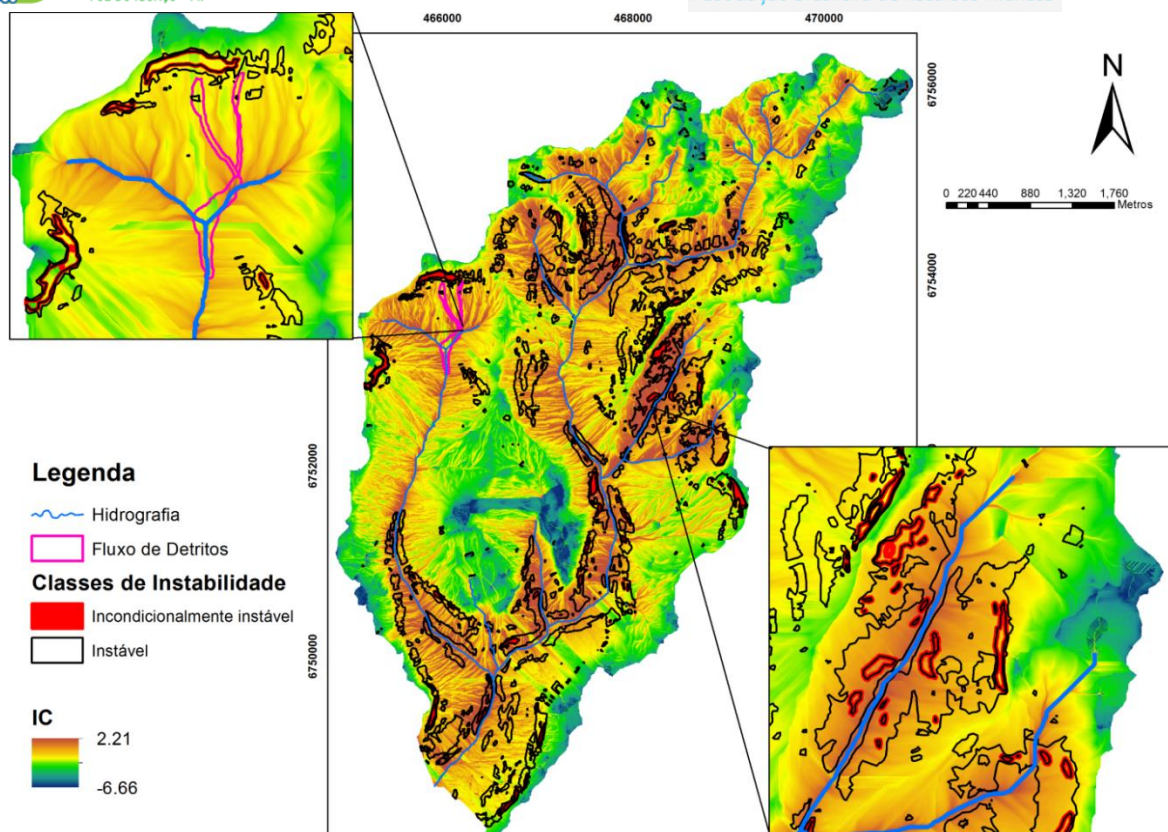 466000
468000
470000
6756000
N
0 220 440 880 1,320 1,760
Metros
6754000
6752000
6750000
Legenda
Hidrografia
Fluxo de Detritos
Classes de Instabilidade
Incondicionalmente instável
Instável
IC
2.21
-6.66